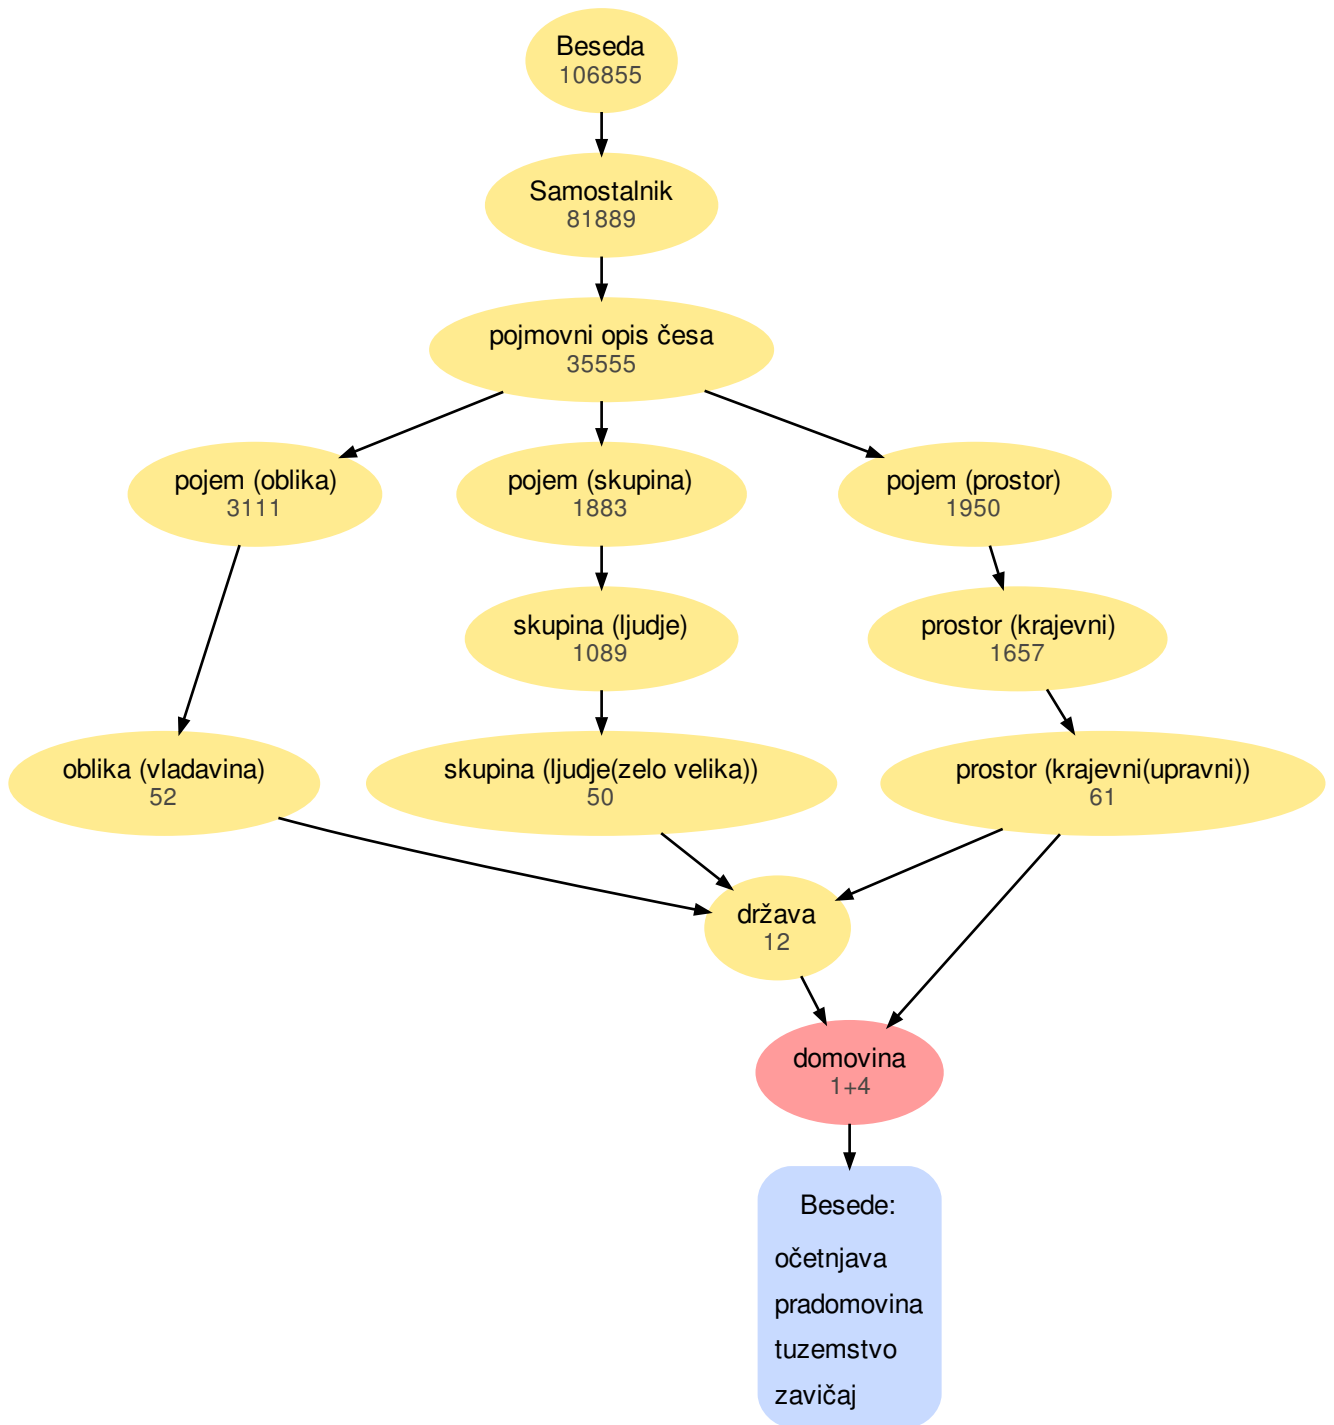 Beseda
106855
Samostalnik
81889
pojmovni opis česa
35555
pojem (oblika)
3111
pojem (skupina)
1883
pojem (prostor)
1950
skupina (ljudje)
1089
prostor (krajevni)
1657
oblika (vladavina)
52
skupina (ljudje(zelo velika))
50
prostor (krajevni(upravni))
61
država
12
domovina
1+4
Besede:
očetnjava
pradomovina
tuzemstvo
zavičaj